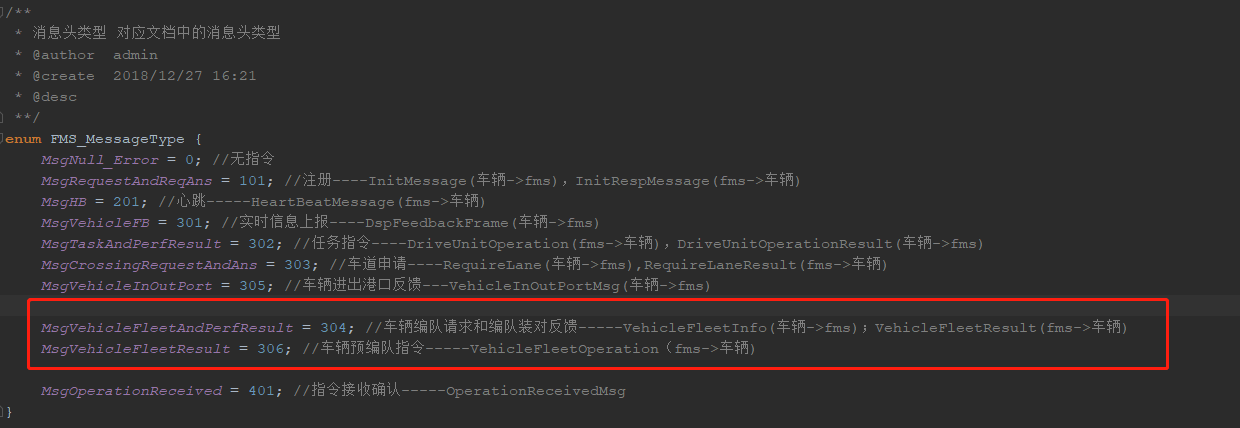 /**
* 消息头类型 对应文档中的消息头类型
* @author admin
* @create 2018/12/27 16:21
* @desc
**/
enum FMS_MessageType {
MsgNull_Error = 0; //无指令
MsgRequestAndReqAns = 101; //注册----InitMessage(车辆->fms), InitRespMessage(fms->车辆)
MsgHB = 201; //心跳-----HeartBeatMessage(fms->车辆)
MsgVehicleFB = 301; //实时信息上报----DspFeedbackFrame(车辆->fms)
MsgTaskAndPerfResult = 302; //任务指令----DriveUnitOperation(fms->车辆), DriveUnitOperationResult(车辆->fms)
MsgCrossingRequestAndAns = 303; //车道申请----RequireLane(车辆->fms),RequireLaneResult(fms->车辆)
MsgVehicleInOutPort = 305; //车辆进出港口反馈---VehicleInOutPortMsg(车辆->fms)
MsgVehicleFleetAndPerfResult = 304; //车辆编队请求和编队装对反馈-----VehicleFleetInfo(车辆->fms)；VehicleFleetResult(fms->车辆)
MsgVehicleFleetResult = 306; //车辆预编队指令-----VehicleFleetOperation（fms->车辆)
MsgOperationReceived = 401; //指令接收确认-----OperationReceivedMsg
}